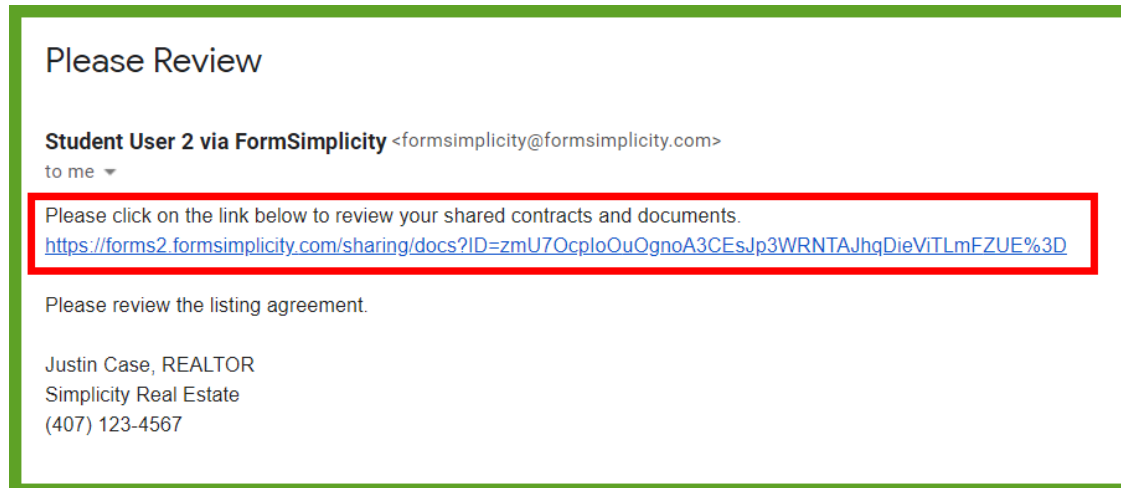 Please Review
Student User 2 via FormSimplicity <formsimplicity@formsimplicity.com>
to me
Please click on the link below to review your shared contracts and documents.
https://forms2.formsimplicity.com/sharing/docs?ID=zmU7OcpIoOuOgnoA3CEsJp3WRNTAJhqDieViTLmFZUE%3D
Please review the listing agreement.
Justin Case, REALTOR
Simplicity Real Estate
(407) 123-4567